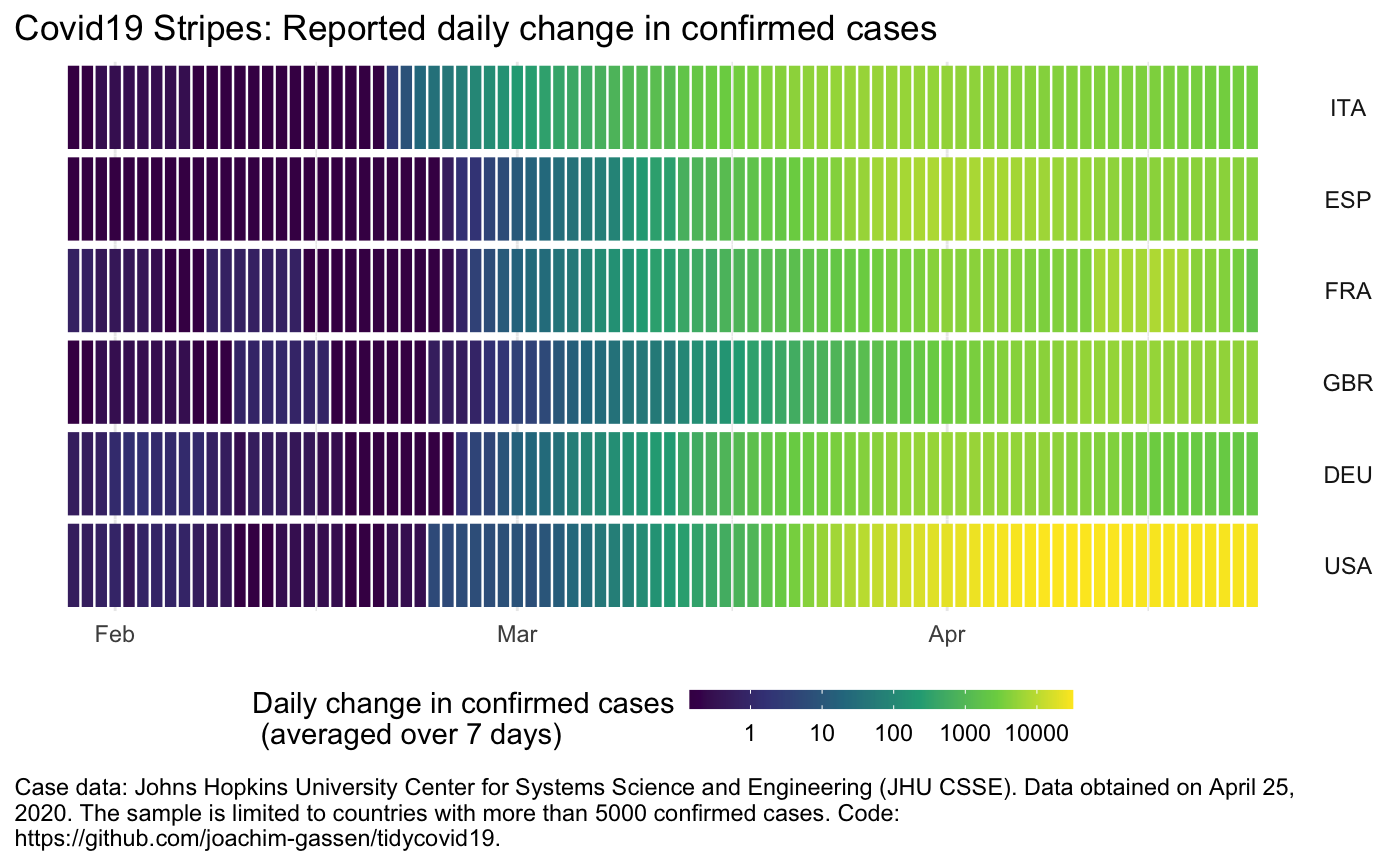 Covid19 Stripes: Reported daily change in confirmed cases
ITA
ESP
FRA
GBR
DEU
USA
Feb Mar Apr
Daily change in confirmed cases
(averaged over 7 days)
1 10 100 1000 10000
Case data: Johns Hopkins University Center for Systems Science and Engineering (JHU CSSE). Data obtained on April 25,
2020. The sample is limited to countries with more than 5000 confirmed cases. Code:
https://github.com/joachim-gassen/tidycovid19.